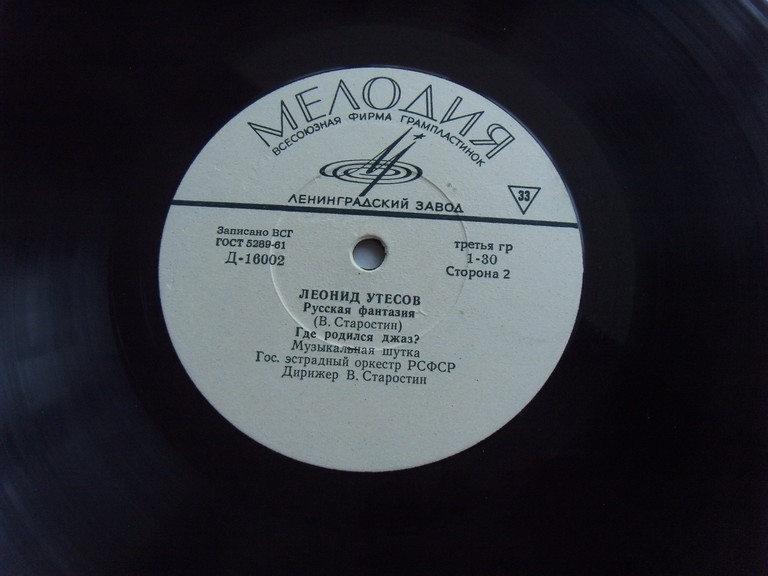 МЕЛОДИЯ
ВСЕСОЮЗНАЯ ФИРМА ГРАМПЛАСТИНОК
ЛЕНИНГРАДСКИЙ ЗАВОД
33
Записано ВСГ
ГОСТ 5289-61
Д-16002
третья гр
1-30
Сторона 2
ЛЕОНИД УТЕСОВ
Русская фантазия
(В. Старостин)
Где родился джаз?
Музыкальная шутка
Гос. эстрадный оркестр РСФСР
Дирижер В. Старостин